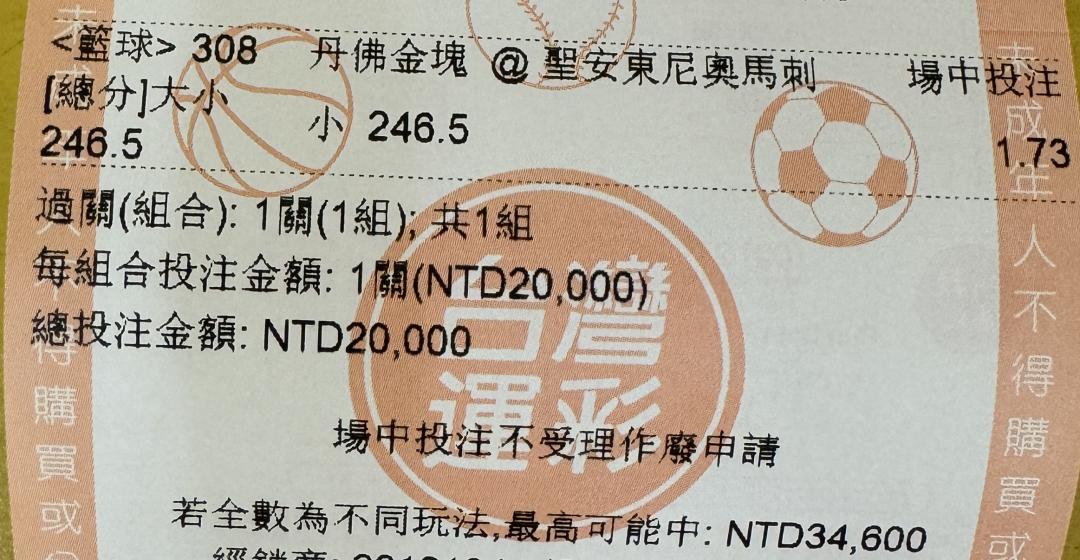 <籃球> 308 丹佛金塊 @ 聖安東尼奧馬刺 場中投注
[總分]大小
246.5 小 246.5 1.73
過關(組合): 1關(1組); 共1組
每組合投注金額: 1關(NTD20,000)
總投注金額: NTD20,000
台灣
運彩
場中投注不受理作廢申請
若全數為不同玩法,最高可能中: NTD34,600
經銷商:
得購買或
未成年人不得購買或